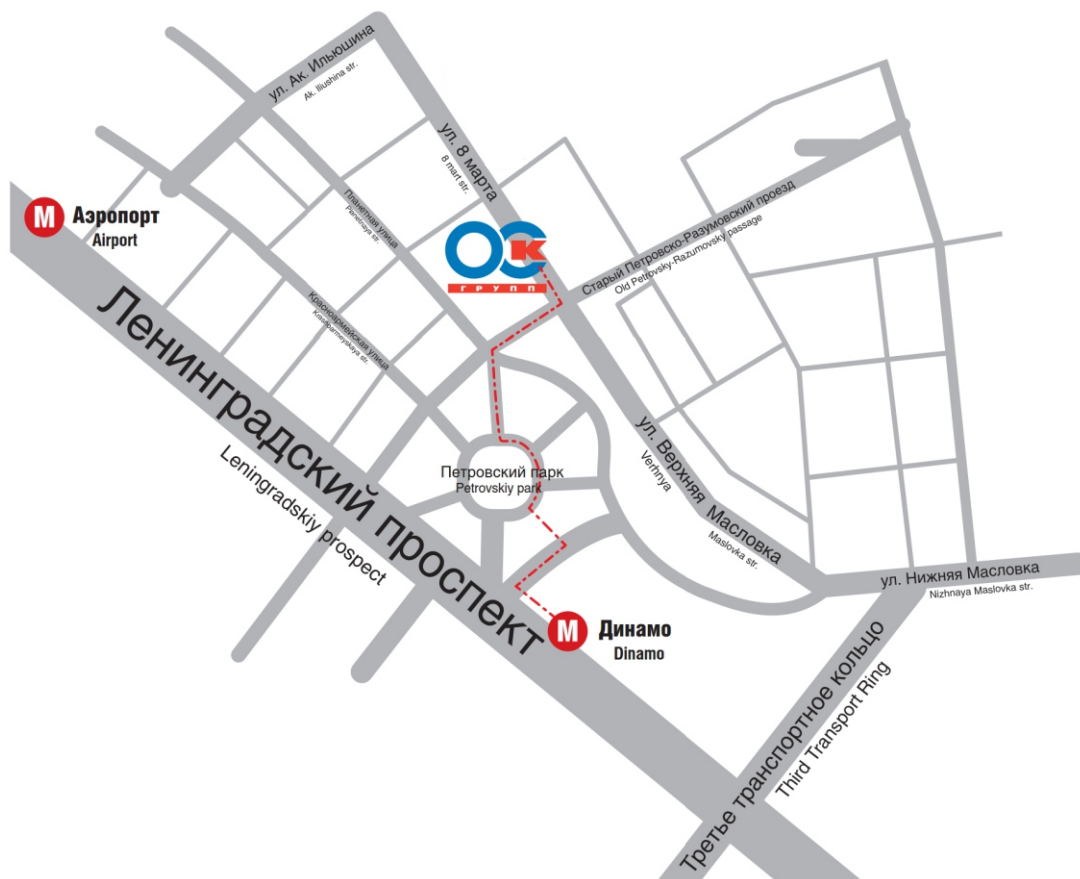 ул. Ак. Ильюшина
Ak. Iliushina str.
ул. 8 марта
8 mart str.
М
Аэропорт
Airport
Планетная улица
Planetnaya str.
Старый Петровско-Разумовский проезд
Old Petrovsky-Razumovsky passage
ОСК
ГРУПП
Красноармейская улица
Krasnoarmeyskaya str.
Ленинградский проспект
Leningradskiy prospect
Петровский парк
Petrovskiy park
ул. Верхняя Масловка
Verhnya Maslovka str.
ул. Нижняя Масловка
Nizhnaya Maslovka str.
М
Динамо
Dinamo
Третье транспортное кольцо
Third Transport Ring